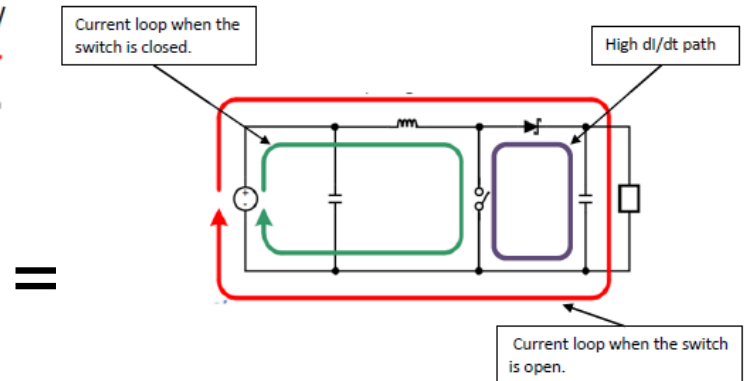 Current loop when the
switch is closed.
High dI/dt path
Current loop when the switch
is open.